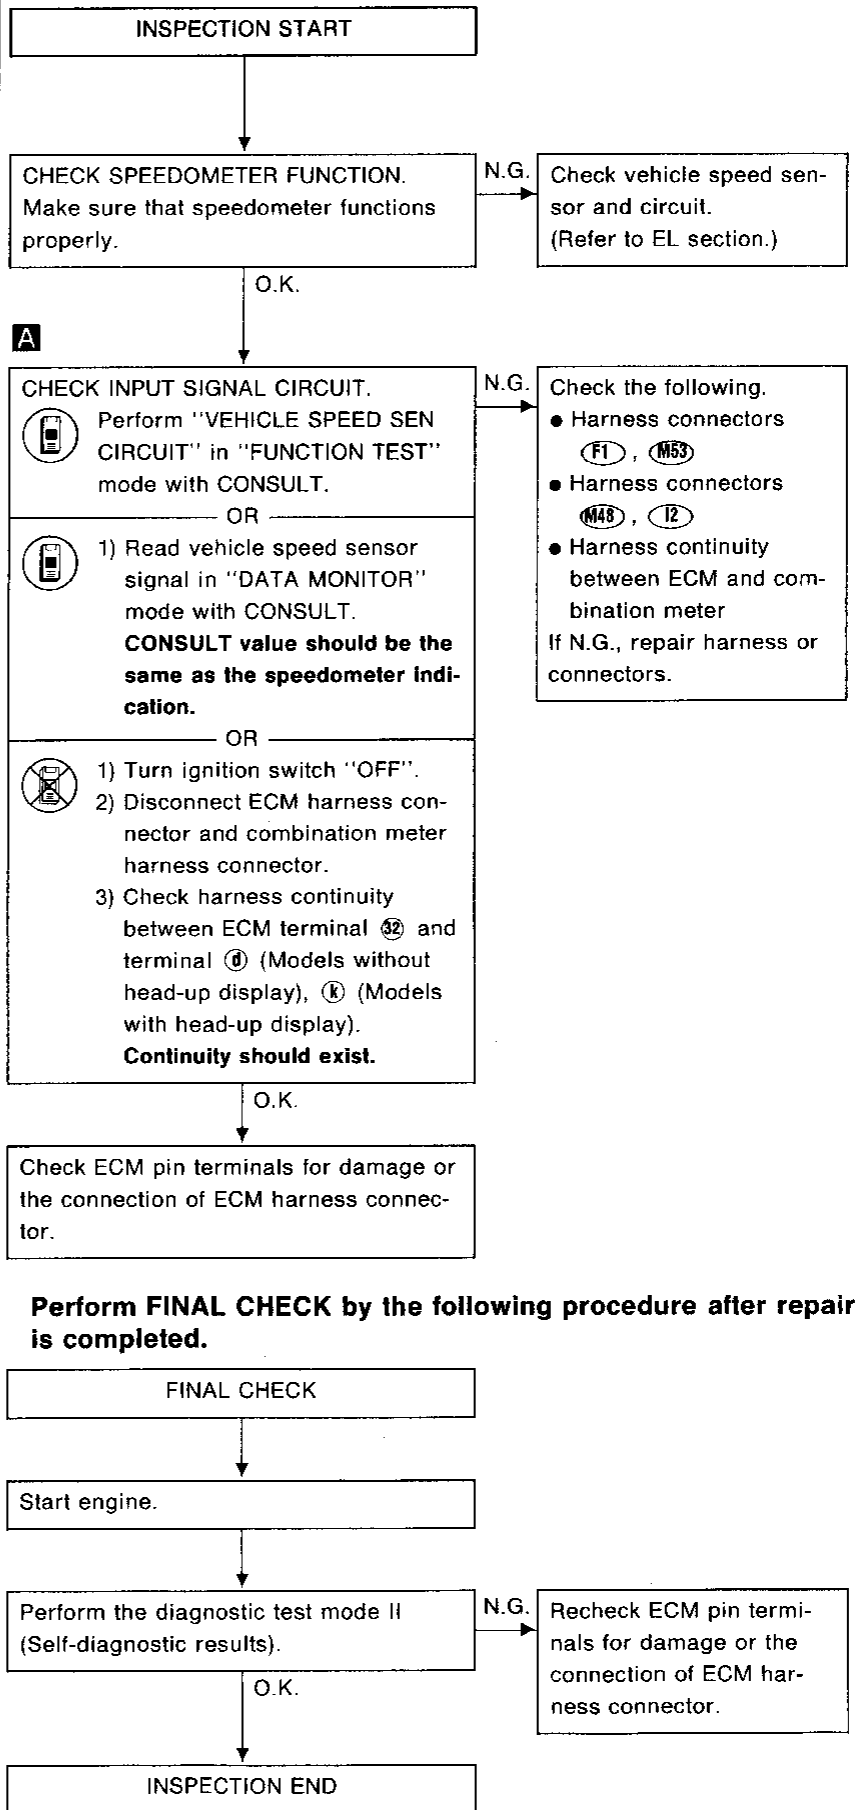 INSPECTION START
CHECK SPEEDOMETER FUNCTION.
Make sure that speedometer functions
properly.
N.G.
Check vehicle speed sen-
sor and circuit.
(Refer to EL section.)
O.K.
A
CHECK INPUT SIGNAL CIRCUIT.
Perform "VEHICLE SPEED SEN
CIRCUIT" in "FUNCTION TEST"
mode with CONSULT.
OR
1) Read vehicle speed sensor
signal in "DATA MONITOR"
mode with CONSULT.
CONSULT value should be the
same as the speedometer indi-
cation.
OR
1) Turn ignition switch "OFF".
2) Disconnect ECM harness con-
nector and combination meter
harness connector.
3) Check harness continuity
between ECM terminal 32 and
terminal d (Models without
head-up display), k (Models
with head-up display).
Continuity should exist.
N.G.
Check the following.
● Harness connectors
F1 , M53
● Harness connectors
M48 , I2
● Harness continuity
between ECM and com-
bination meter
If N.G., repair harness or
connectors.
O.K.
Check ECM pin terminals for damage or
the connection of ECM harness connec-
tor.
Perform FINAL CHECK by the following procedure after repair
is completed.
FINAL CHECK
Start engine.
Perform the diagnostic test mode II
(Self-diagnostic results).
N.G.
Recheck ECM pin termi-
nals for damage or the
connection of ECM har-
ness connector.
O.K.
INSPECTION END